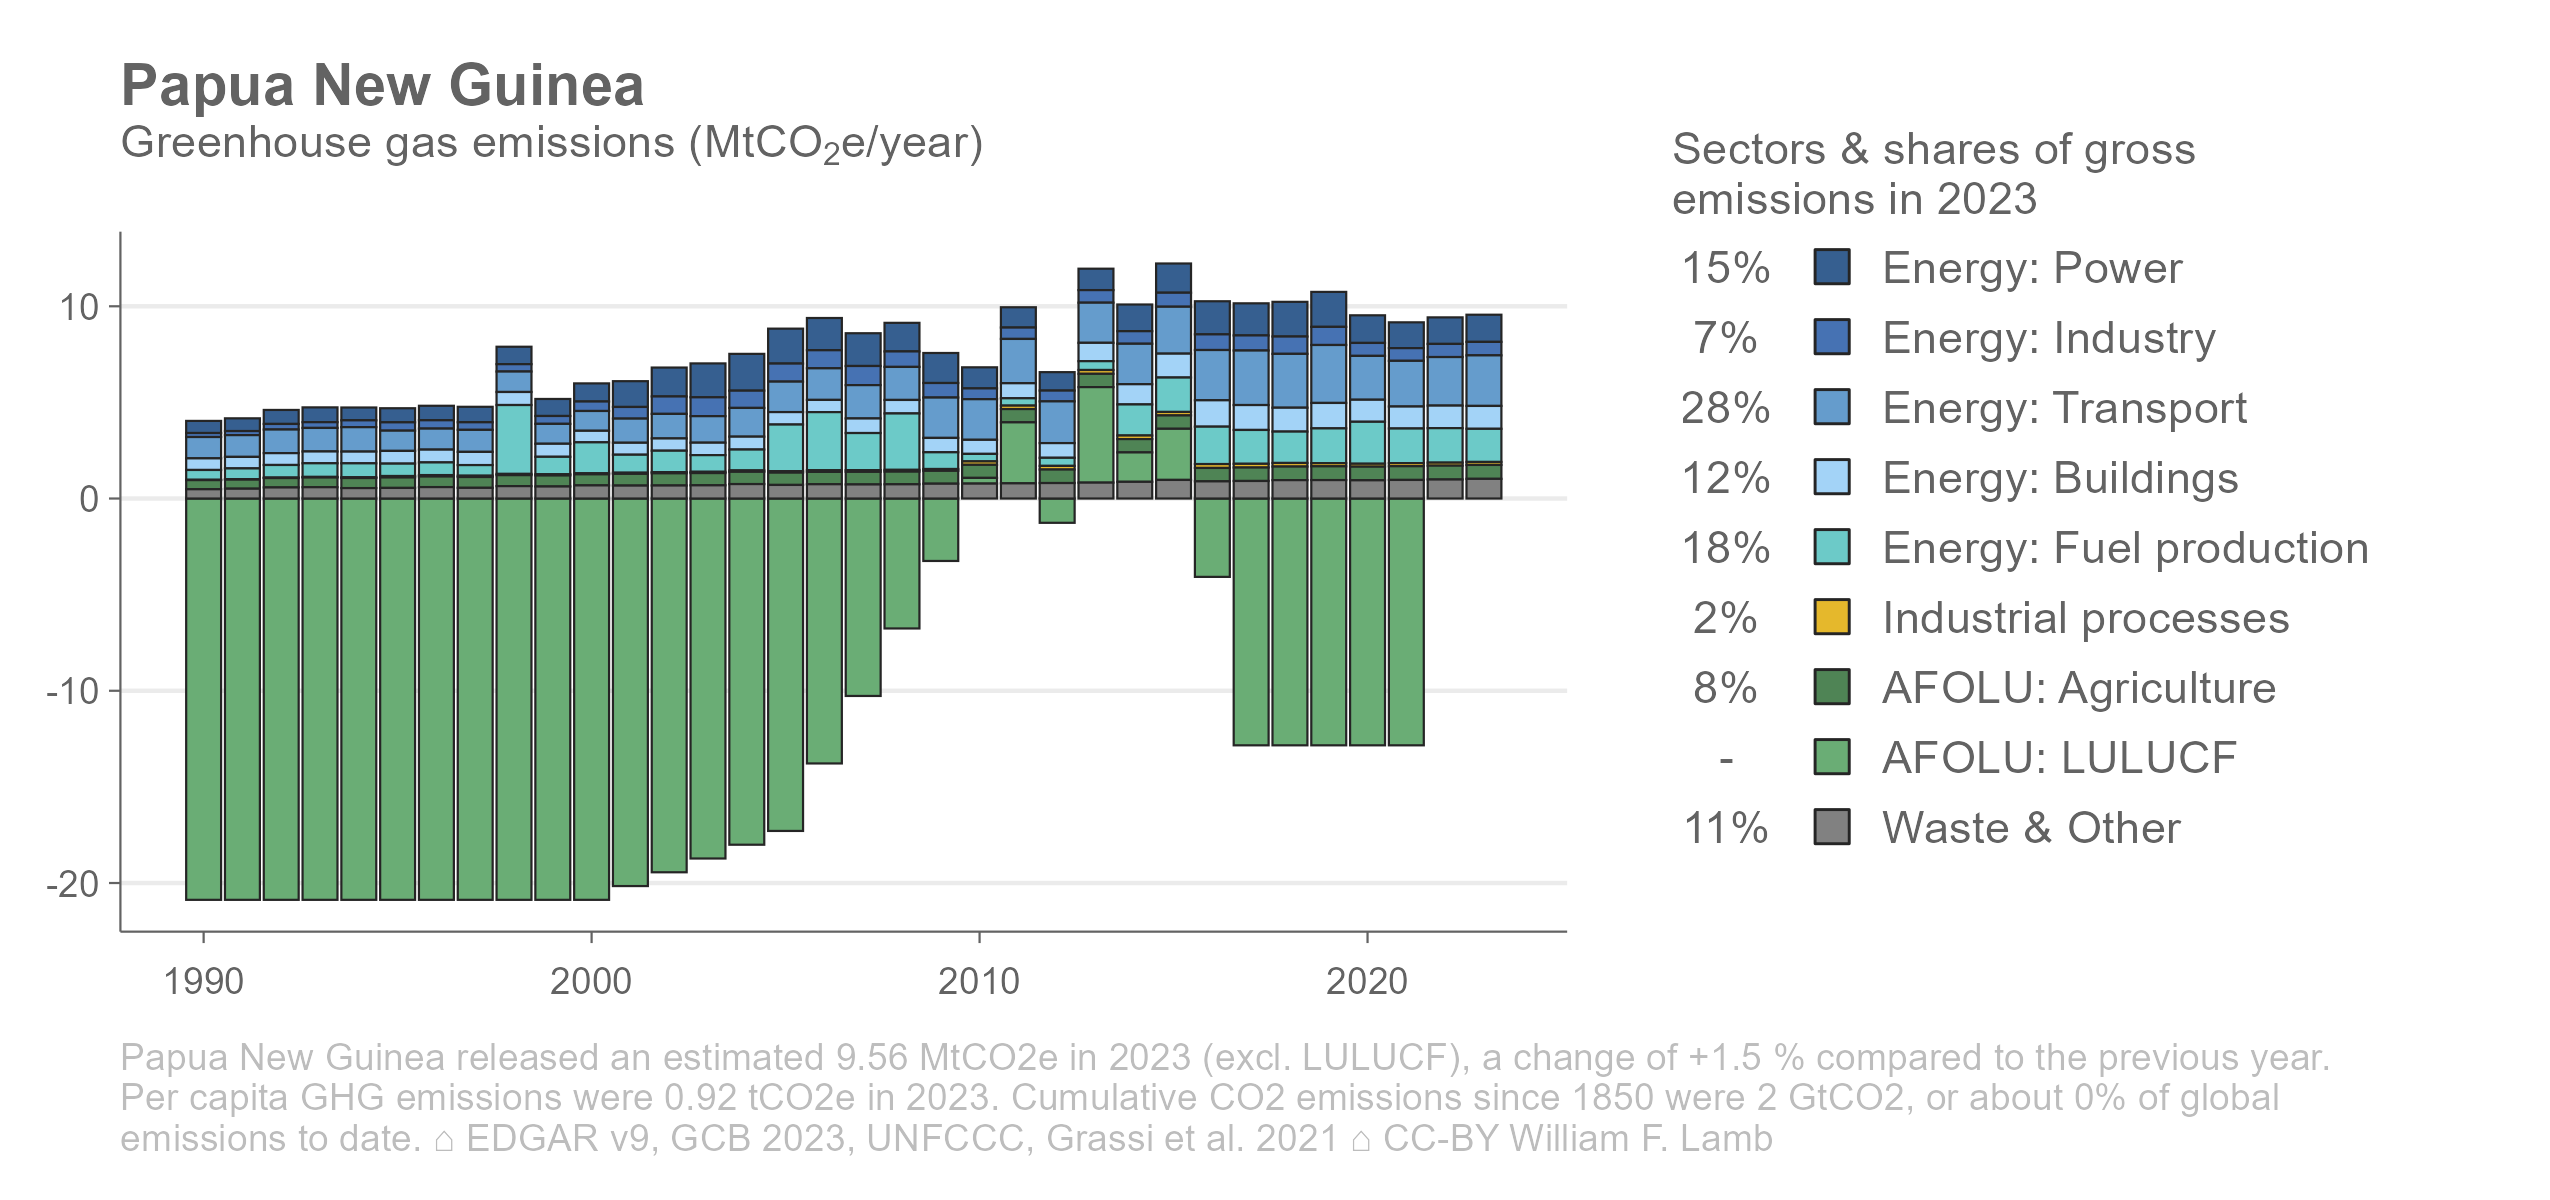 Papua New Guinea
Greenhouse gas emissions (MtCO₂e/year)
Sectors & shares of gross
emissions in 2023
15% Energy: Power
7% Energy: Industry
28% Energy: Transport
12% Energy: Buildings
18% Energy: Fuel production
2% Industrial processes
8% AFOLU: Agriculture
- AFOLU: LULUCF
11% Waste & Other
10
0
-10
-20
1990 2000 2010 2020
Papua New Guinea released an estimated 9.56 MtCO2e in 2023 (excl. LULUCF), a change of +1.5 % compared to the previous year.
Per capita GHG emissions were 0.92 tCO2e in 2023. Cumulative CO2 emissions since 1850 were 2 GtCO2, or about 0% of global
emissions to date. ⌂ EDGAR v9, GCB 2023, UNFCCC, Grassi et al. 2021 ⌂ CC-BY William F. Lamb